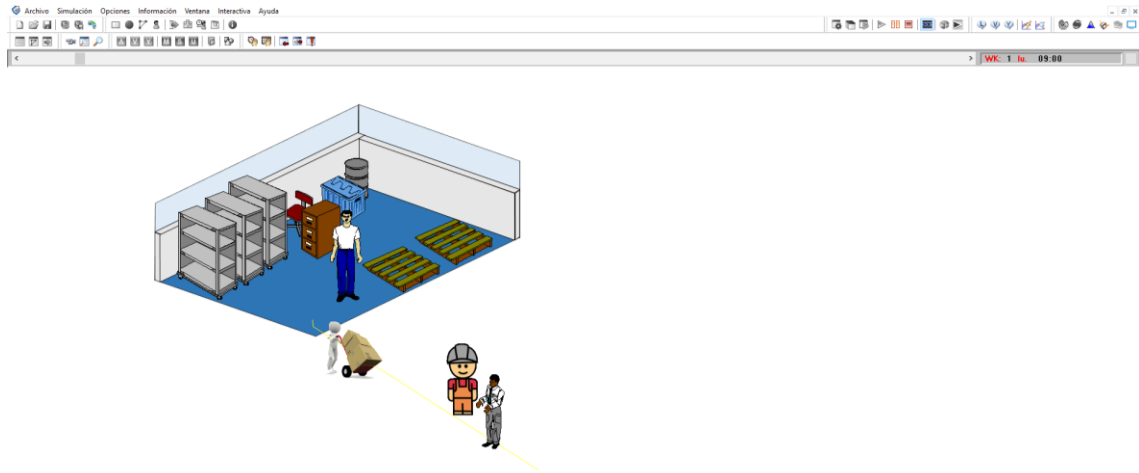 Archivo Simulación Opciones Información Ventana Interactiva Ayuda
WK: 1 lu. 09:00